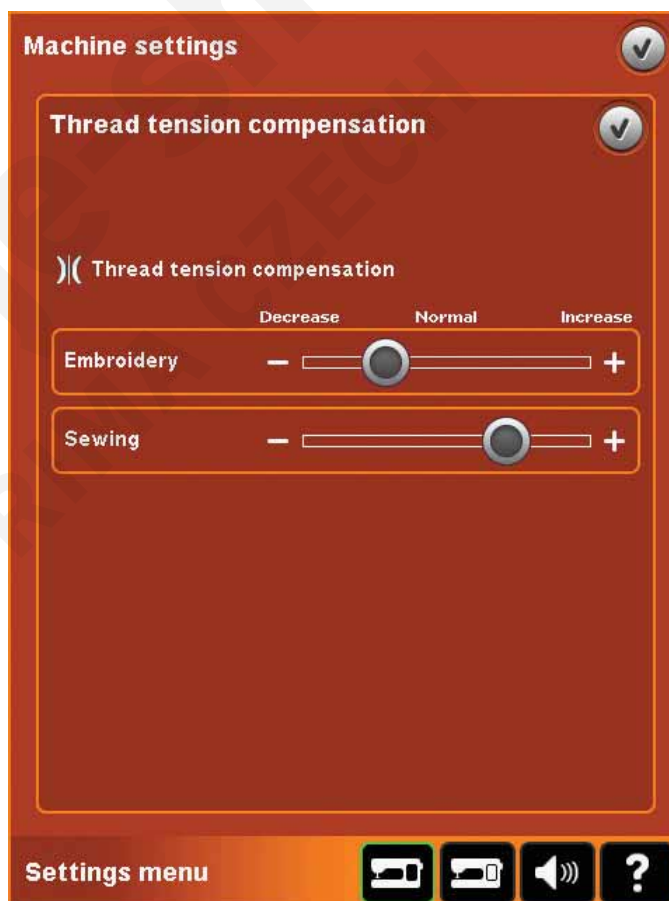 Machine settings
Thread tension compensation
Thread tension compensation
Decrease Normal Increase
Embroidery − +
Sewing − +
Settings menu ?